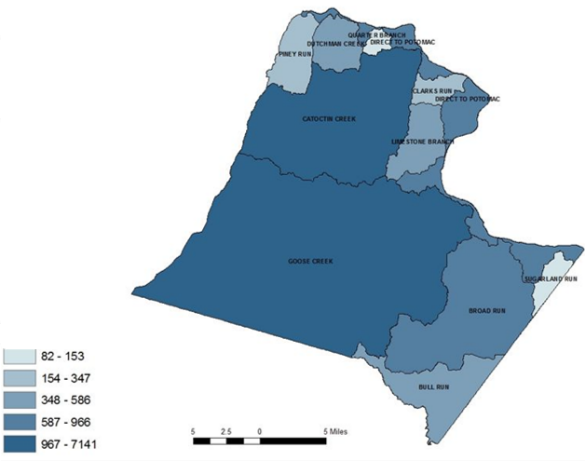 QUARTER BRANCH
DUTCHMAN CREEK
DIRECT TO POTOMAC
PINEY RUN
CLARKS RUN
DIRECT TO POTOMAC
CATOCTIN CREEK
LIMESTONE BRANCH
GOOSE CREEK
SUGARLAND RUN
BROAD RUN
BULL RUN
82 - 153
154 - 347
348 - 586
587 - 966
967 - 7141
5 2.5 0 5 Miles